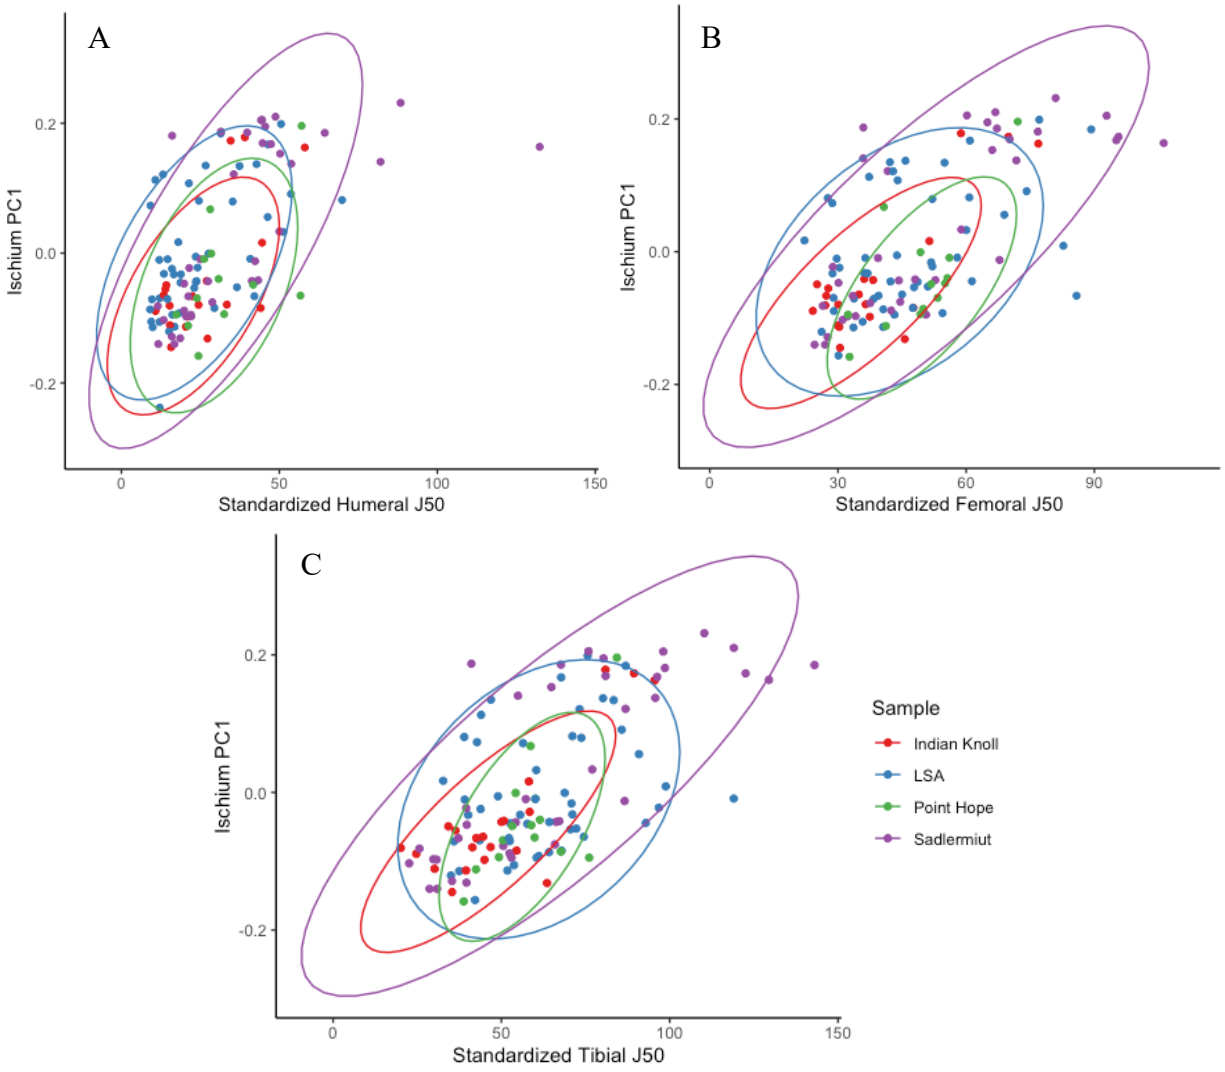 A
Ischium PC1
0.2
0.0
-0.2
0
50
100
150
Standardized Humeral J50
B
Ischium PC1
0.2
0.0
-0.2
0
30
60
90
Standardized Femoral J50
C
Ischium PC1
0.2
0.0
-0.2
0
50
100
150
Standardized Tibial J50
Sample
Indian Knoll
LSA
Point Hope
Sadlermiut